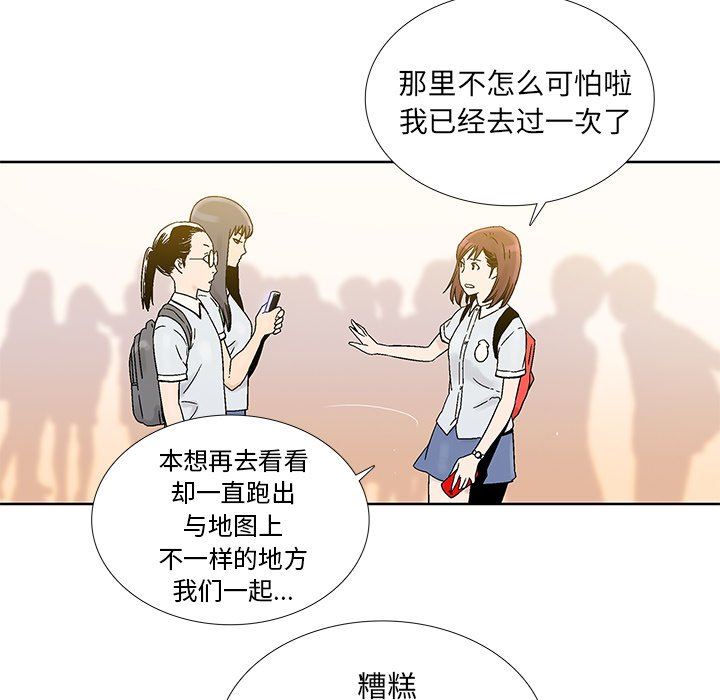 那里不怎么可怕啦
我已经去过一次了
本想再去看看
却一直跑出
与地图上
不一样的地方
我们一起...
糟糕